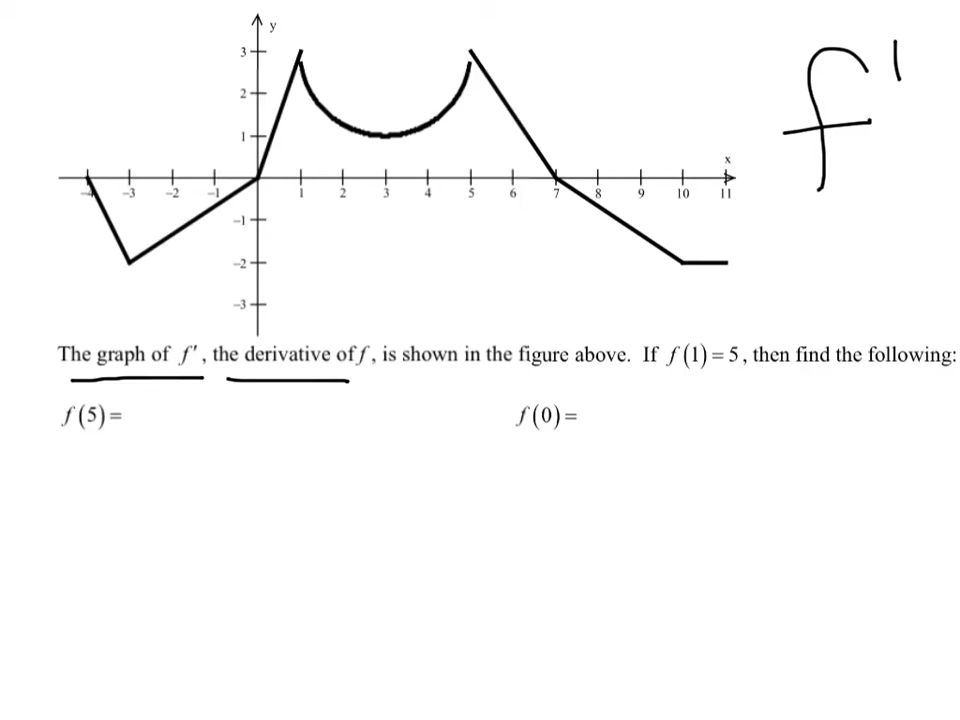 y
3
2
1
x
-4 -3 -2 -1 1 2 3 4 5 6 7 8 9 10 11
-1
-2
-3
f'
The graph of f', the derivative of f, is shown in the figure above. If f(1) = 5, then find the following:
f(5) = f(0) =